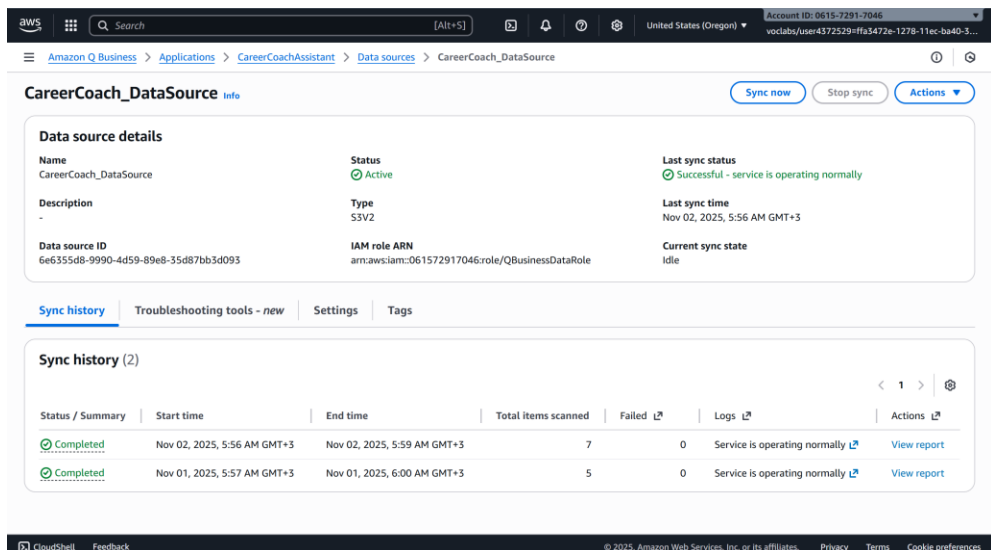 aws
Search [Alt+S] United States (Oregon) ▼ Account ID: 0615-7291-7046 ▼
voclabs/user4372529=ffa3472e-1278-11ec-ba40-3...
Amazon Q Business > Applications > CareerCoachAssistant > Data sources > CareerCoach_DataSource
CareerCoach_DataSource Info Sync now Stop sync Actions ▼
Data source details
Name Status Last sync status
CareerCoach_DataSource Active Successful - service is operating normally
Description Type Last sync time
- S3V2 Nov 02, 2025, 5:56 AM GMT+3
Data source ID IAM role ARN Current sync state
6e6355d8-9990-4d59-89e8-35d87bb3d093 arn:aws:iam::061572917046:role/QBusinessDataRole Idle
Sync history Troubleshooting tools - new Settings Tags
Sync history (2)
< 1 >
Status / Summary Start time End time Total items scanned Failed Logs Actions
Completed Nov 02, 2025, 5:56 AM GMT+3 Nov 02, 2025, 5:59 AM GMT+3 7 0 Service is operating normally View report
Completed Nov 01, 2025, 5:57 AM GMT+3 Nov 01, 2025, 6:00 AM GMT+3 5 0 Service is operating normally View report
CloudShell Feedback © 2025, Amazon Web Services, Inc. or its affiliates. Privacy Terms Cookie preferences